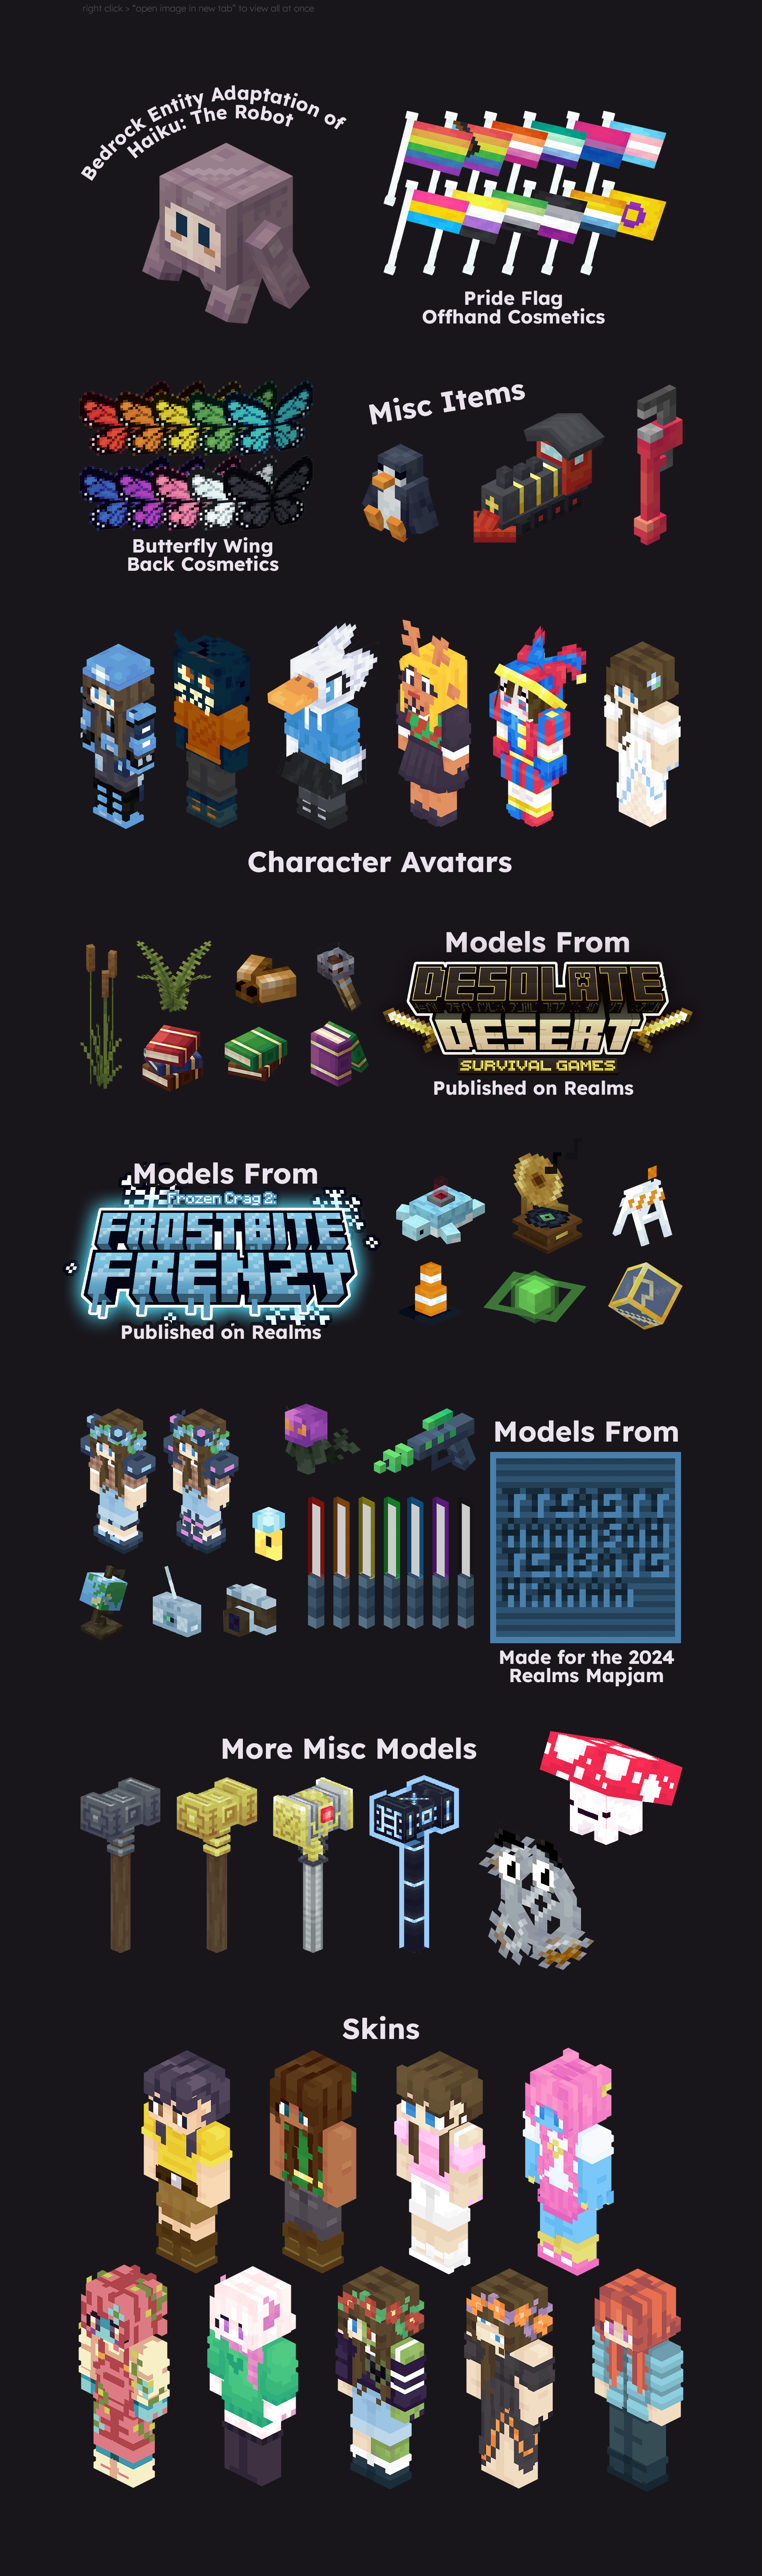 right click > "open image in new tab" to view all at once
Bedrock Entity Adaptation of
Haiku: The Robot
Pride Flag
Offhand Cosmetics
Misc Items
Butterfly Wing
Back Cosmetics
Character Avatars
Models From
DESOLATE
DESERT
SURVIVAL GAMES
Published on Realms
Models From
Frozen Crag 2:
FROSTBITE
FRENZY
Published on Realms
Models From
Made for the 2024
Realms Mapjam
More Misc Models
Skins